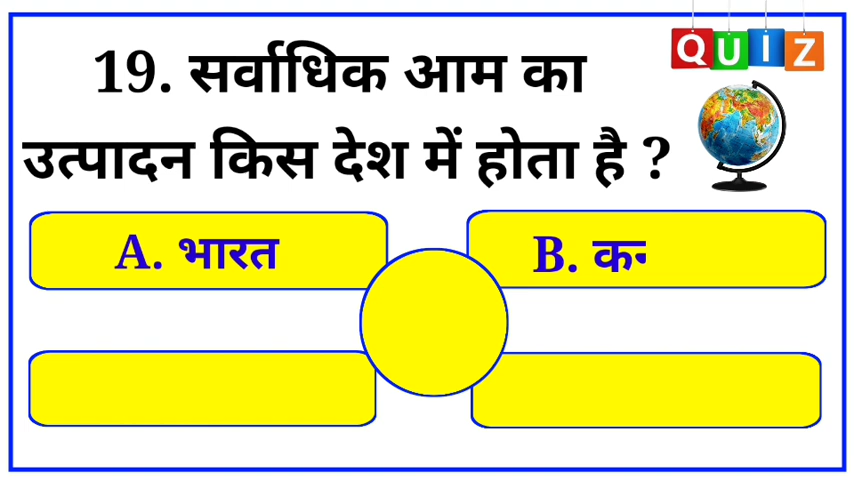 QUIZ
19. सर्वाधिक आम का
उत्पादन किस देश में होता है ?
A. भारत
B.